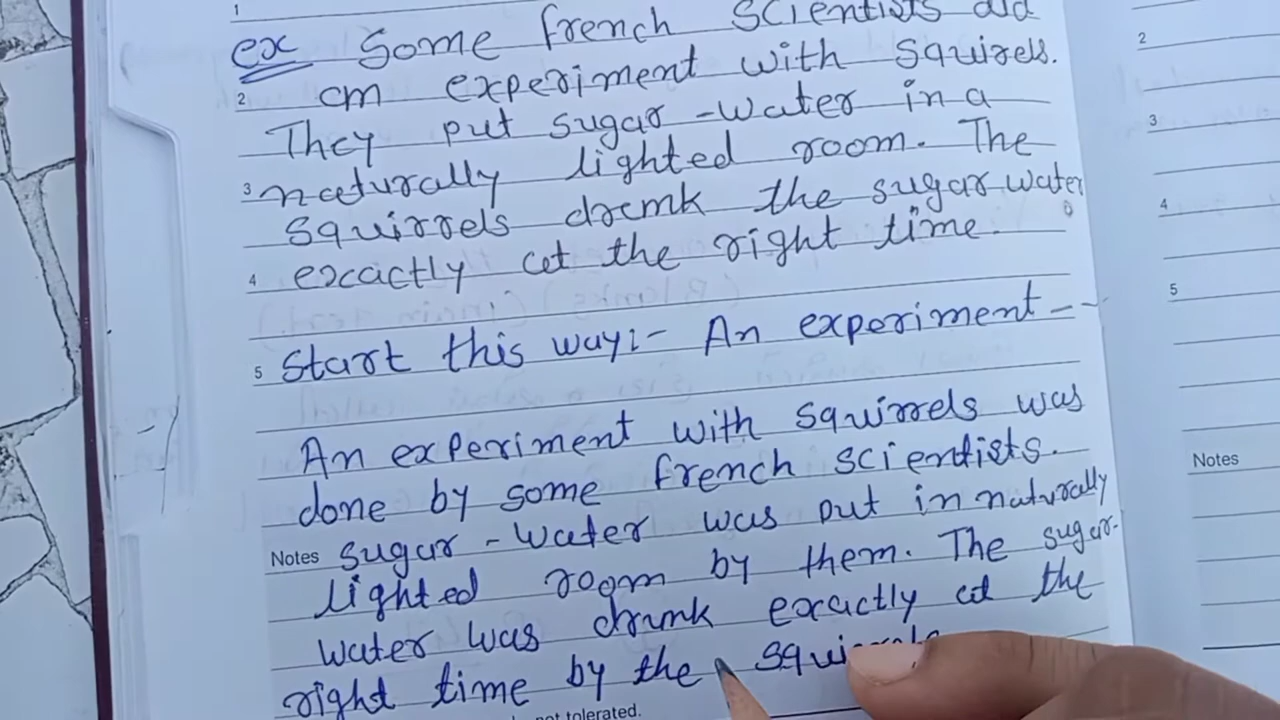 1
ex Some french scientists did
2
an experiment with squirels.
They put sugar-water in a
3
naturally lighted room. The
squirrels drank the sugar water
4
exactly at the right time.
5
Start this way:- An experiment--
An experiment with squirrels was
done by some french scientists.
Notes
sugar-water was put in naturally
lighted room by them. The sugar-
water was drunk exactly at the
right time by the squirrels
not tolerated.
2
3
4
5
Notes